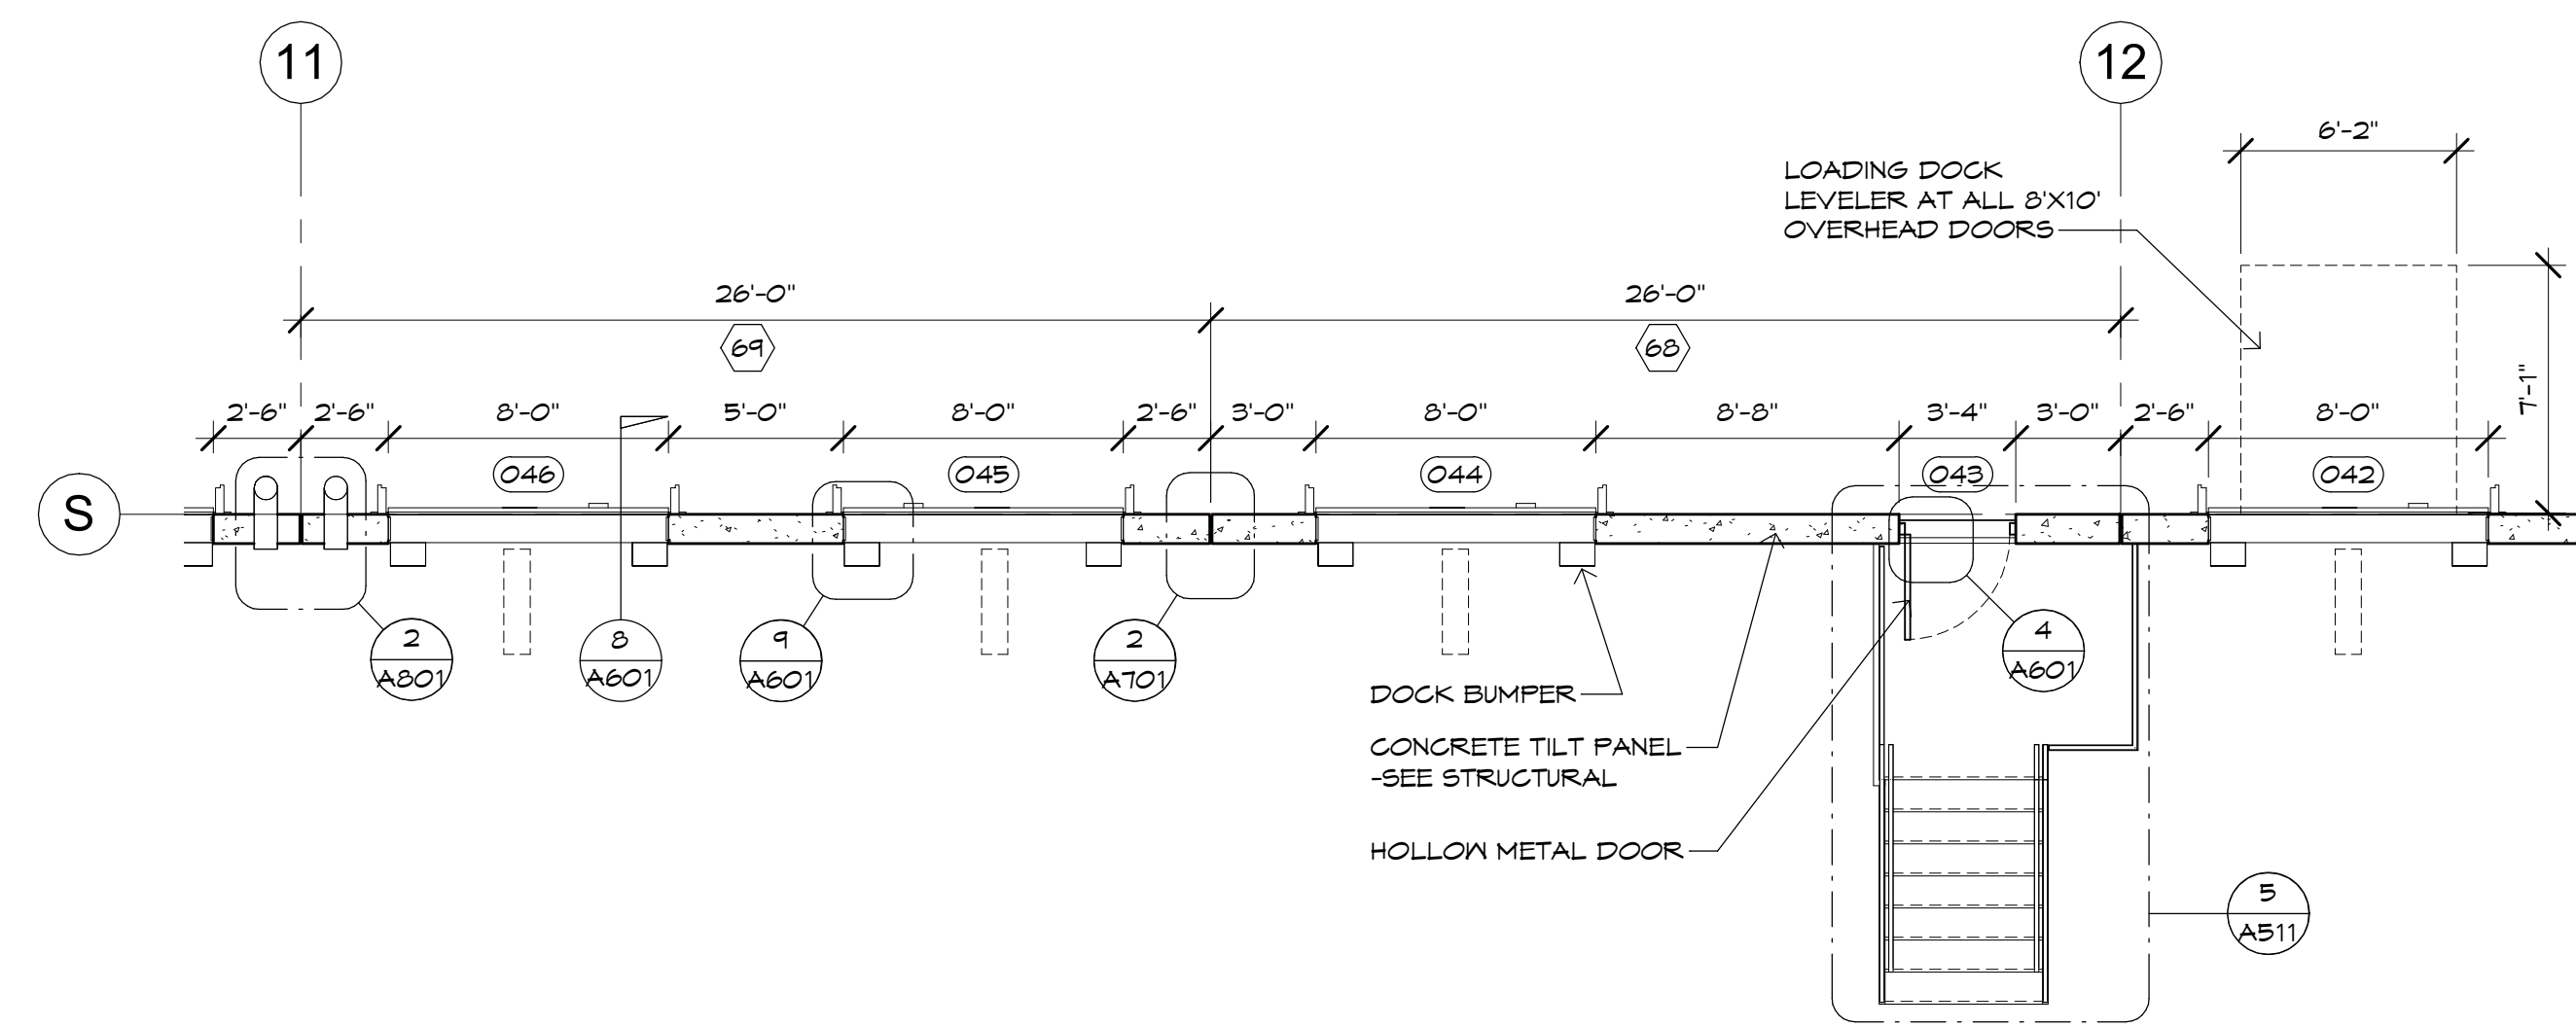 11
12
6'-2"
LOADING DOCK
LEVELER AT ALL 8'X10'
OVERHEAD DOORS
26'-0"
26'-0"
69
68
7'-1"
2'-6"
2'-6"
8'-0"
5'-0"
8'-0"
2'-6"
3'-0"
8'-0"
8'-8"
3'-4"
3'-0"
2'-6"
8'-0"
046
045
044
043
042
S
2
A801
8
A601
9
A601
2
A701
4
A601
DOCK BUMPER
CONCRETE TILT PANEL
-SEE STRUCTURAL
HOLLOW METAL DOOR
5
A511